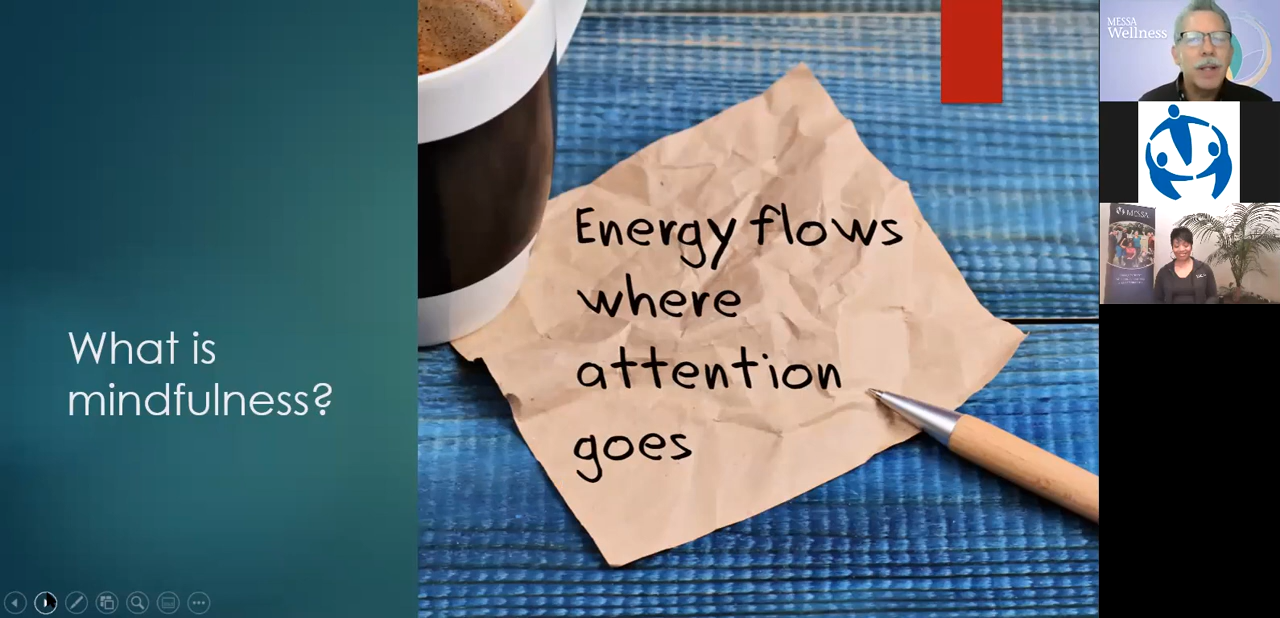 What is
mindfulness?
Energy flows
where
attention
goes
MESSA
Wellness
MESSA